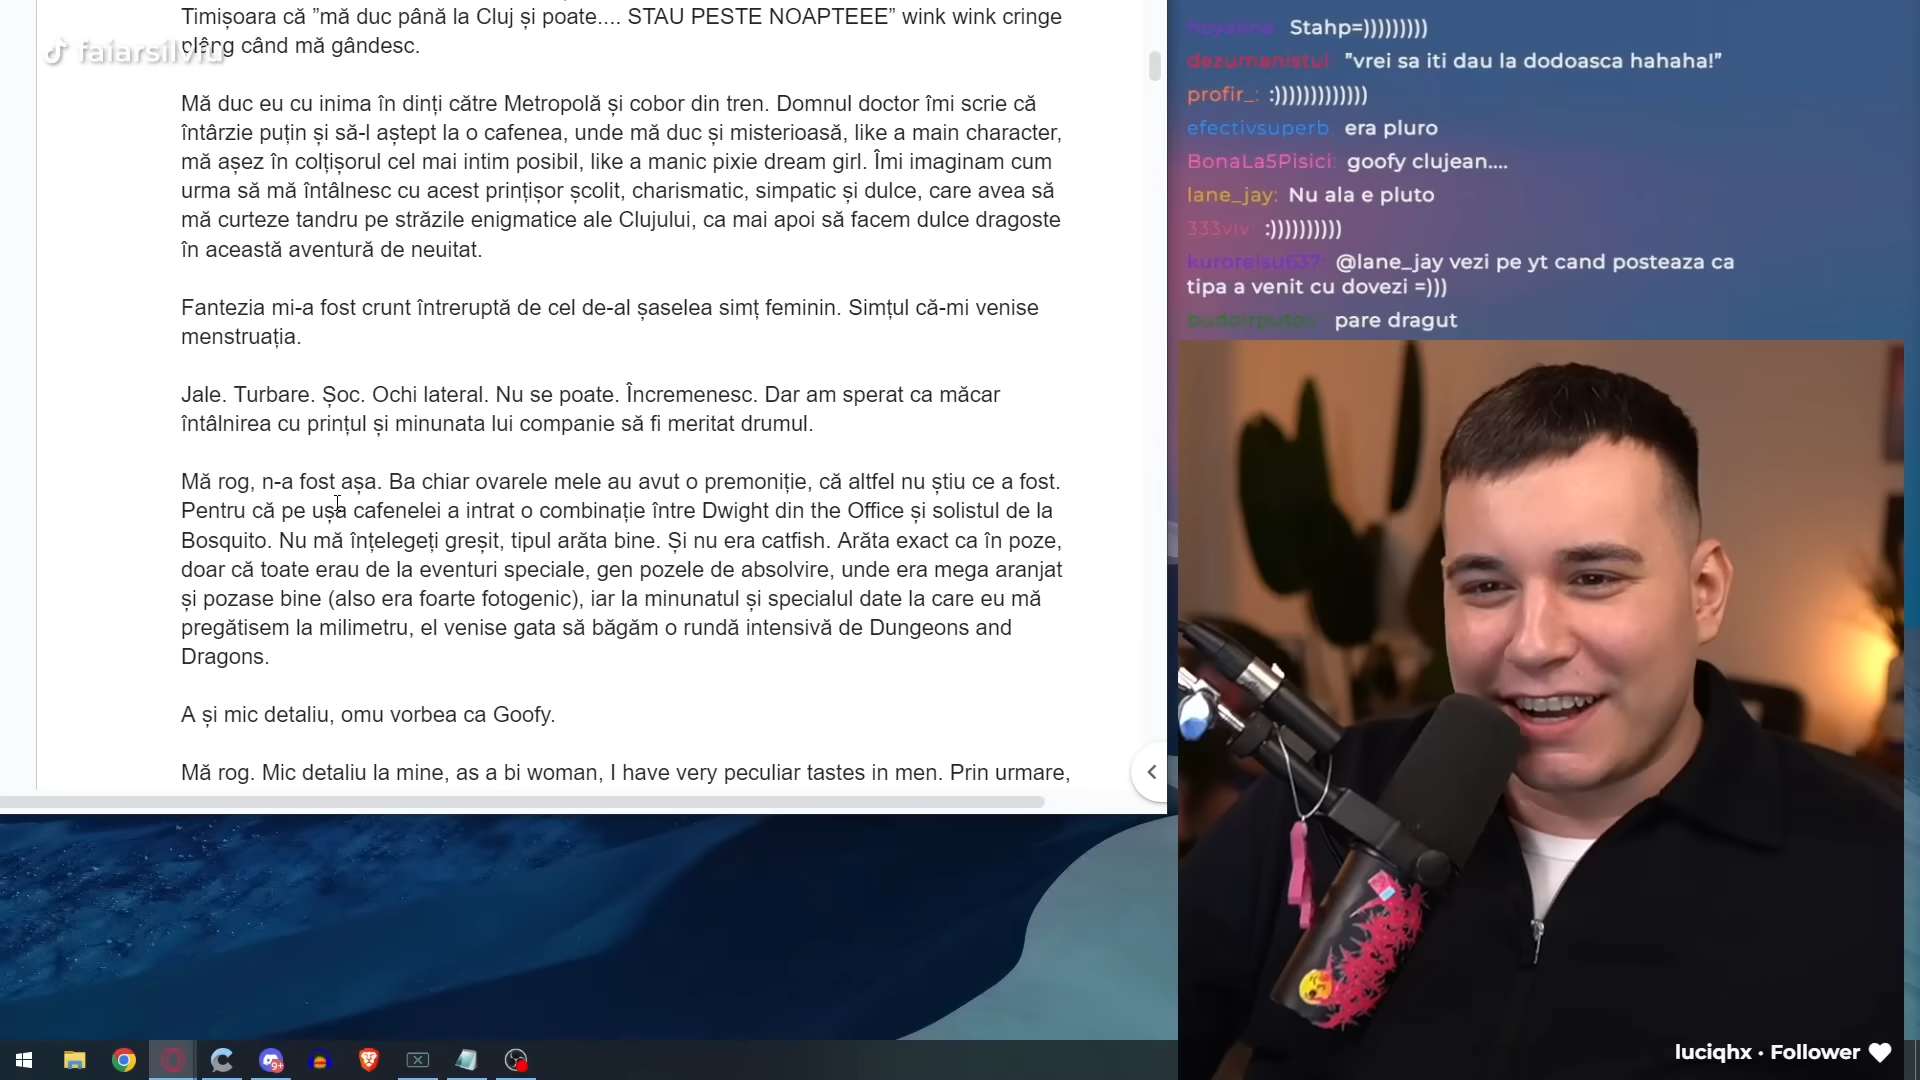 Timișoara că ”mă duc până la Cluj și poate.... STAU PESTE NOAPTEEE” wink wink cringe
plâng când mă gândesc.
faiarsilviu
Mă duc eu cu inima în dinți către Metropolă și cobor din tren. Domnul doctor îmi scrie că
întârzie puțin și să-l aștept la o cafenea, unde mă duc și misterioasă, like a main character,
mă așez în colțișorul cel mai intim posibil, like a manic pixie dream girl. Îmi imaginam cum
urma să mă întâlnesc cu acest prințișor școlit, charismatic, simpatic și dulce, care avea să
mă curteze tandru pe străzile enigmatice ale Clujului, ca mai apoi să facem dulce dragoste
în această aventură de neuitat.
Fantezia mi-a fost crunt întreruptă de cel de-al șaselea simț feminin. Simțul că-mi venise
menstruația.
Jale. Turbare. Șoc. Ochi lateral. Nu se poate. Încremenesc. Dar am sperat ca măcar
întâlnirea cu prințul și minunata lui companie să fi meritat drumul.
Mă rog, n-a fost așa. Ba chiar ovarele mele au avut o premoniție, că altfel nu știu ce a fost.
Pentru că pe ușa cafenelei a intrat o combinație între Dwight din the Office și solistul de la
Bosquito. Nu mă înțelegeți greșit, tipul arăta bine. Și nu era catfish. Arăta exact ca în poze,
doar că toate erau de la eventuri speciale, gen pozele de absolvire, unde era mega aranjat
și pozase bine (also era foarte fotogenic), iar la minunatul și specialul date la care eu mă
pregătisem la milimetru, el venise gata să băgăm o rundă intensivă de Dungeons and
Dragons.
A și mic detaliu, omu vorbea ca Goofy.
Mă rog. Mic detaliu la mine, as a bi woman, I have very peculiar tastes in men. Prin urmare,
Stahp=)))))))))
dezumanistul: ”vrei sa iti dau la dodoasca hahaha!”
profir_: :)))))))))))))
efectivsuperb: era pluro
BonaLa5Pisici: goofy clujean....
lane_jay: Nu ala e pluto
333viv: :))))))))))
kuroreisu637: @lane_jay vezi pe yt cand posteaza ca
tipa a venit cu dovezi =)))
pare dragut
9+
luciqhx · Follower